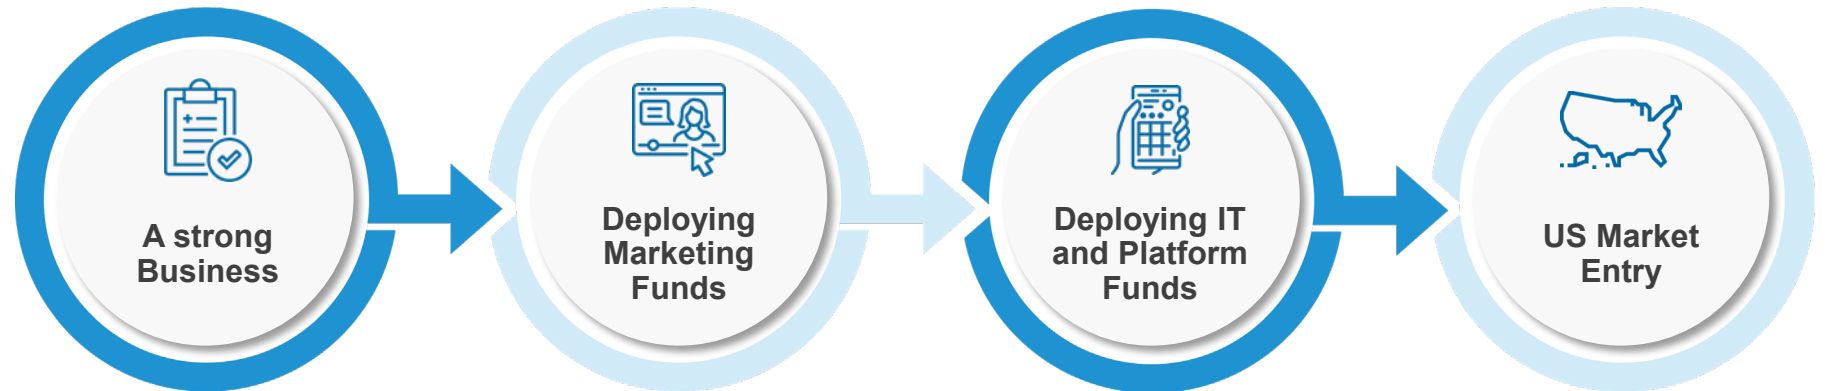 A strong
Business
Deploying
Marketing
Funds
Deploying IT
and Platform
Funds
US Market
Entry